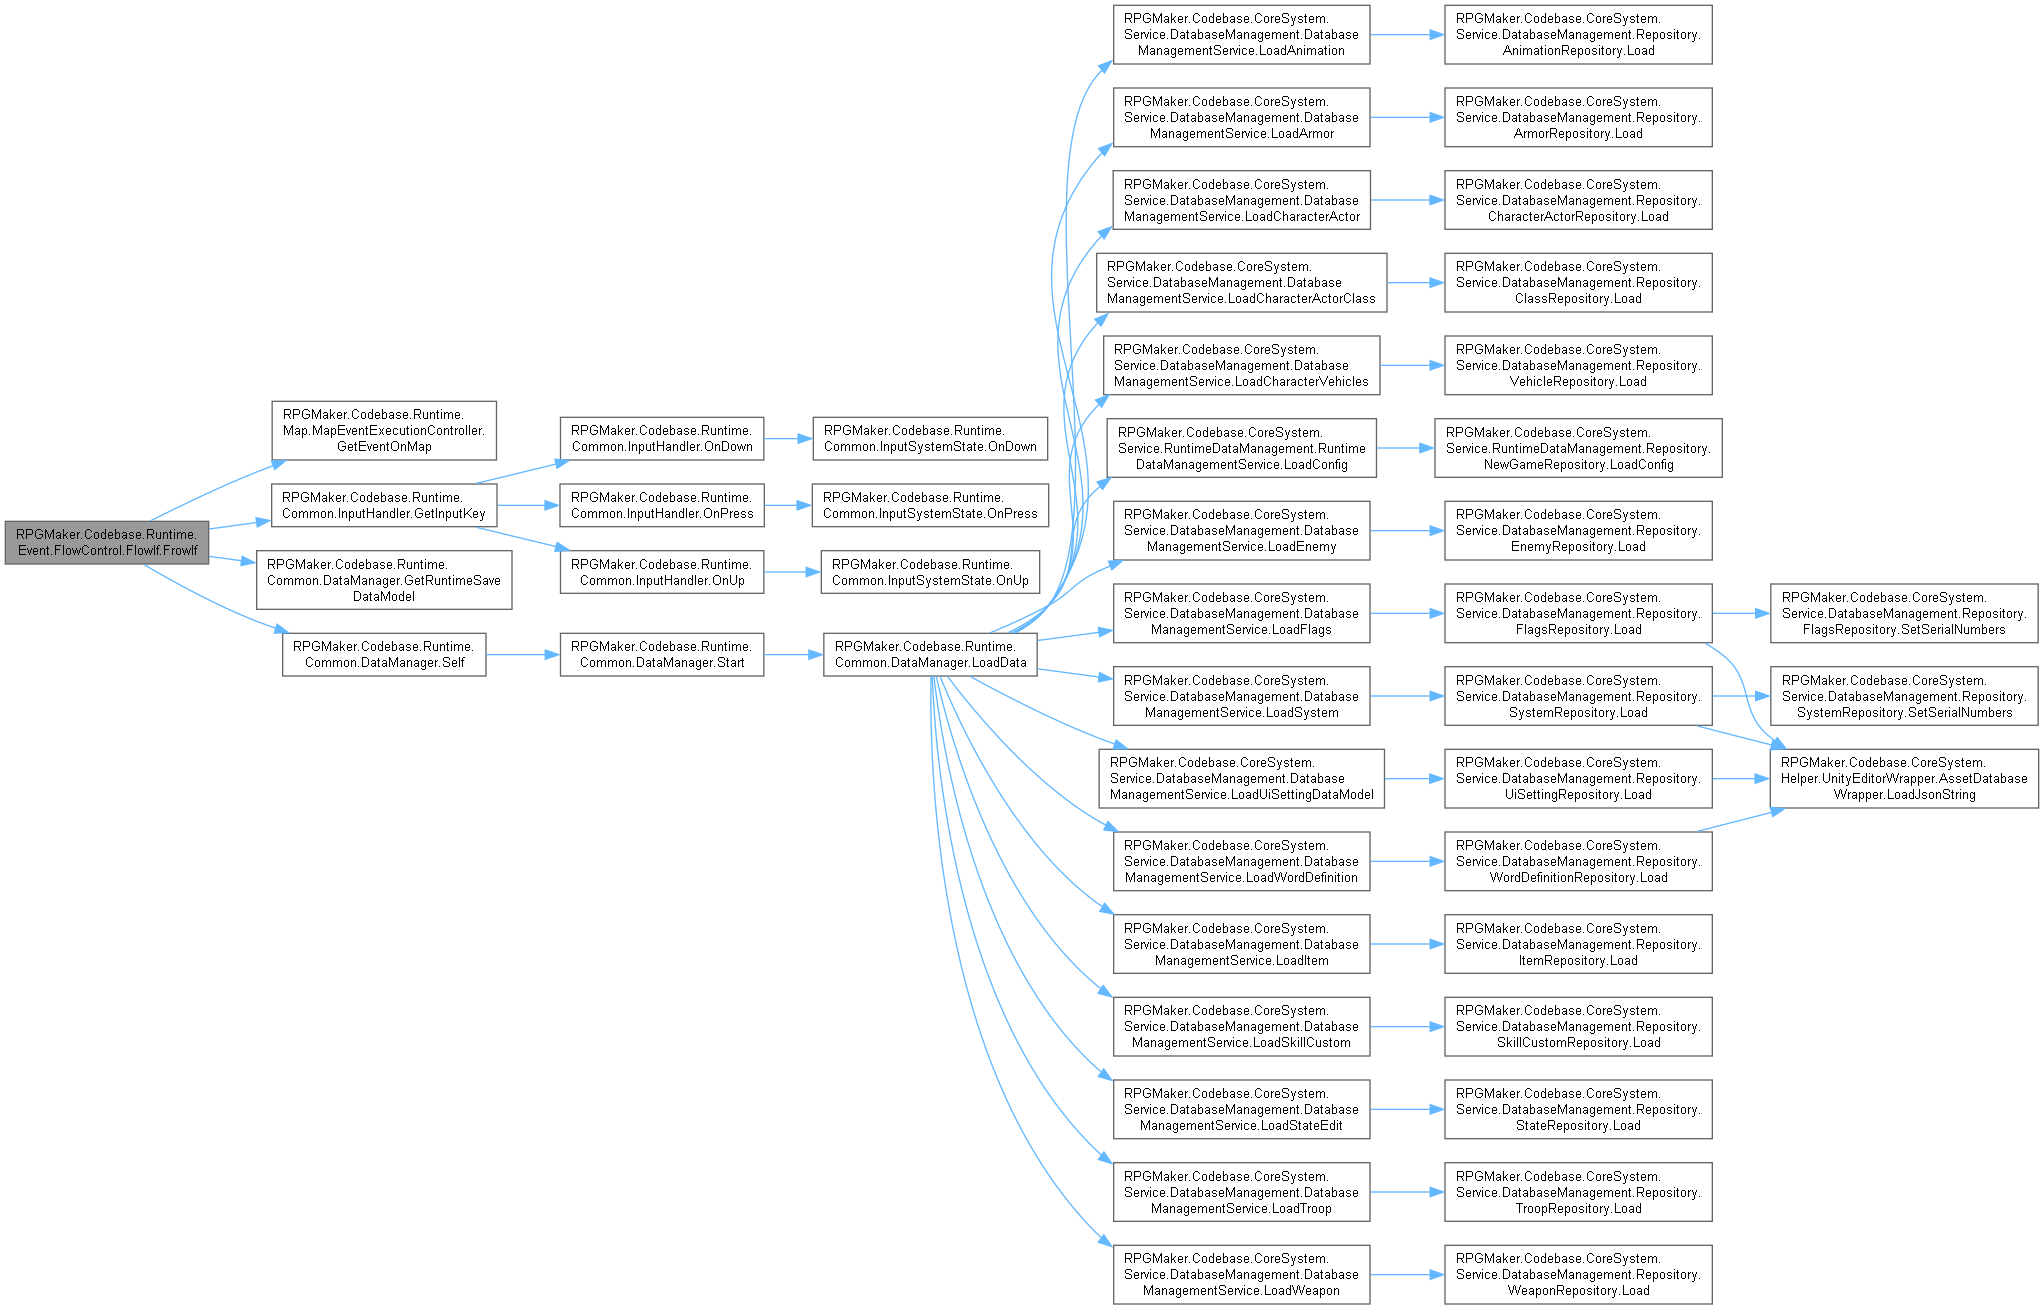 RPGMaker.Codebase.Runtime.
Event.FlowControl.FlowIf.FrowIf
RPGMaker.Codebase.Runtime.
Map.MapEventExecutionController.
GetEventOnMap
RPGMaker.Codebase.Runtime.
Common.InputHandler.GetInputKey
RPGMaker.Codebase.Runtime.
Common.DataManager.GetRuntimeSave
DataModel
RPGMaker.Codebase.Runtime.
Common.DataManager.Self
RPGMaker.Codebase.Runtime.
Common.InputHandler.OnDown
RPGMaker.Codebase.Runtime.
Common.InputHandler.OnPress
RPGMaker.Codebase.Runtime.
Common.InputHandler.OnUp
RPGMaker.Codebase.Runtime.
Common.DataManager.Start
RPGMaker.Codebase.Runtime.
Common.InputSystemState.OnDown
RPGMaker.Codebase.Runtime.
Common.InputSystemState.OnPress
RPGMaker.Codebase.Runtime.
Common.InputSystemState.OnUp
RPGMaker.Codebase.Runtime.
Common.DataManager.LoadData
RPGMaker.Codebase.CoreSystem.
Service.DatabaseManagement.Database
ManagementService.LoadAnimation
RPGMaker.Codebase.CoreSystem.
Service.DatabaseManagement.Database
ManagementService.LoadArmor
RPGMaker.Codebase.CoreSystem.
Service.DatabaseManagement.Database
ManagementService.LoadCharacterActor
RPGMaker.Codebase.CoreSystem.
Service.DatabaseManagement.Database
ManagementService.LoadCharacterActorClass
RPGMaker.Codebase.CoreSystem.
Service.DatabaseManagement.Database
ManagementService.LoadCharacterVehicles
RPGMaker.Codebase.CoreSystem.
Service.RuntimeDataManagement.Runtime
DataManagementService.LoadConfig
RPGMaker.Codebase.CoreSystem.
Service.DatabaseManagement.Database
ManagementService.LoadEnemy
RPGMaker.Codebase.CoreSystem.
Service.DatabaseManagement.Database
ManagementService.LoadFlags
RPGMaker.Codebase.CoreSystem.
Service.DatabaseManagement.Database
ManagementService.LoadSystem
RPGMaker.Codebase.CoreSystem.
Service.DatabaseManagement.Database
ManagementService.LoadUiSettingDataModel
RPGMaker.Codebase.CoreSystem.
Service.DatabaseManagement.Database
ManagementService.LoadWordDefinition
RPGMaker.Codebase.CoreSystem.
Service.DatabaseManagement.Database
ManagementService.LoadItem
RPGMaker.Codebase.CoreSystem.
Service.DatabaseManagement.Database
ManagementService.LoadSkillCustom
RPGMaker.Codebase.CoreSystem.
Service.DatabaseManagement.Database
ManagementService.LoadStateEdit
RPGMaker.Codebase.CoreSystem.
Service.DatabaseManagement.Database
ManagementService.LoadTroop
RPGMaker.Codebase.CoreSystem.
Service.DatabaseManagement.Database
ManagementService.LoadWeapon
RPGMaker.Codebase.CoreSystem.
Service.DatabaseManagement.Repository.
AnimationRepository.Load
RPGMaker.Codebase.CoreSystem.
Service.DatabaseManagement.Repository.
ArmorRepository.Load
RPGMaker.Codebase.CoreSystem.
Service.DatabaseManagement.Repository.
CharacterActorRepository.Load
RPGMaker.Codebase.CoreSystem.
Service.DatabaseManagement.Repository.
ClassRepository.Load
RPGMaker.Codebase.CoreSystem.
Service.DatabaseManagement.Repository.
VehicleRepository.Load
RPGMaker.Codebase.CoreSystem.
Service.RuntimeDataManagement.Repository.
NewGameRepository.LoadConfig
RPGMaker.Codebase.CoreSystem.
Service.DatabaseManagement.Repository.
EnemyRepository.Load
RPGMaker.Codebase.CoreSystem.
Service.DatabaseManagement.Repository.
FlagsRepository.Load
RPGMaker.Codebase.CoreSystem.
Service.DatabaseManagement.Repository.
SystemRepository.Load
RPGMaker.Codebase.CoreSystem.
Service.DatabaseManagement.Repository.
UiSettingRepository.Load
RPGMaker.Codebase.CoreSystem.
Service.DatabaseManagement.Repository.
WordDefinitionRepository.Load
RPGMaker.Codebase.CoreSystem.
Service.DatabaseManagement.Repository.
ItemRepository.Load
RPGMaker.Codebase.CoreSystem.
Service.DatabaseManagement.Repository.
SkillCustomRepository.Load
RPGMaker.Codebase.CoreSystem.
Service.DatabaseManagement.Repository.
StateRepository.Load
RPGMaker.Codebase.CoreSystem.
Service.DatabaseManagement.Repository.
TroopRepository.Load
RPGMaker.Codebase.CoreSystem.
Service.DatabaseManagement.Repository.
WeaponRepository.Load
RPGMaker.Codebase.CoreSystem.
Service.DatabaseManagement.Repository.
FlagsRepository.SetSerialNumbers
RPGMaker.Codebase.CoreSystem.
Service.DatabaseManagement.Repository.
SystemRepository.SetSerialNumbers
RPGMaker.Codebase.CoreSystem.
Helper.UnityEditorWrapper.AssetDatabase
Wrapper.LoadJsonString